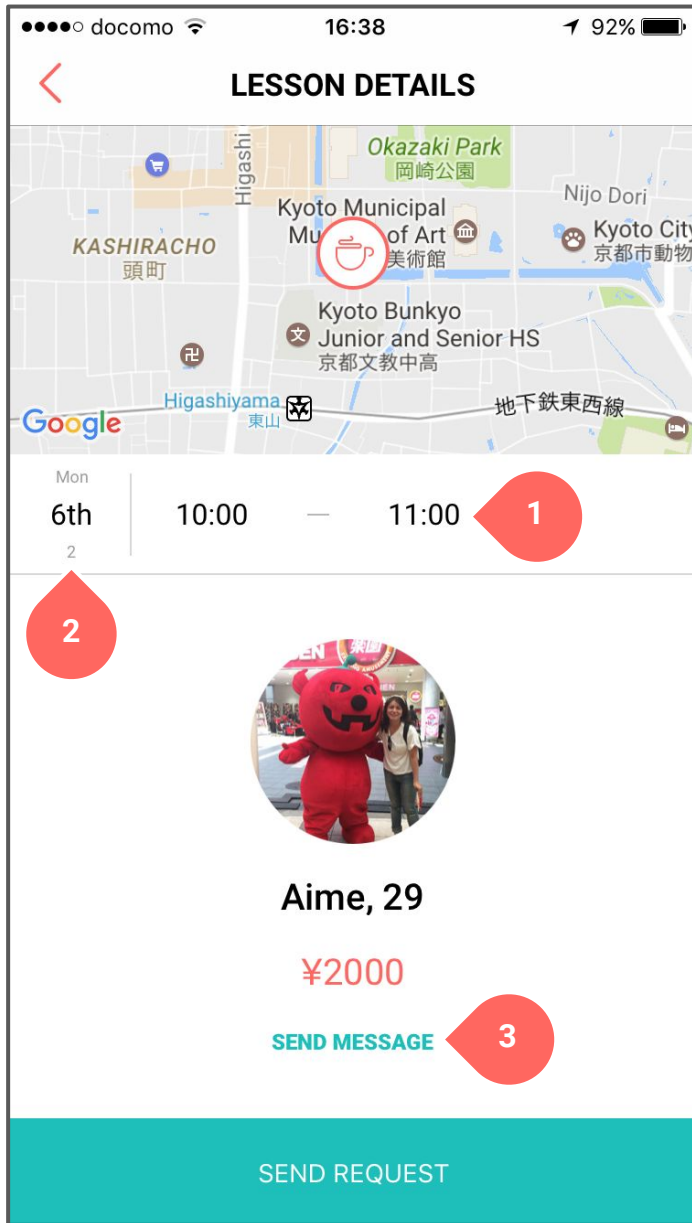 docomo
16:38
92%
LESSON DETAILS
Okazaki Park
岡崎公園
Higashi
Nijo Dori
Kyoto Municipal
of Art
美術館
Kyoto City
京都市動物
KASHIRACHO
頭町
Kyoto Bunkyo
Junior and Senior HS
京都文教中高
文
卍
Higashiyama
東山
地下鉄東西線
Google
Mon
6th
2
10:00 — 11:00
1
2
Aime, 29
¥2000
SEND MESSAGE
3
SEND REQUEST